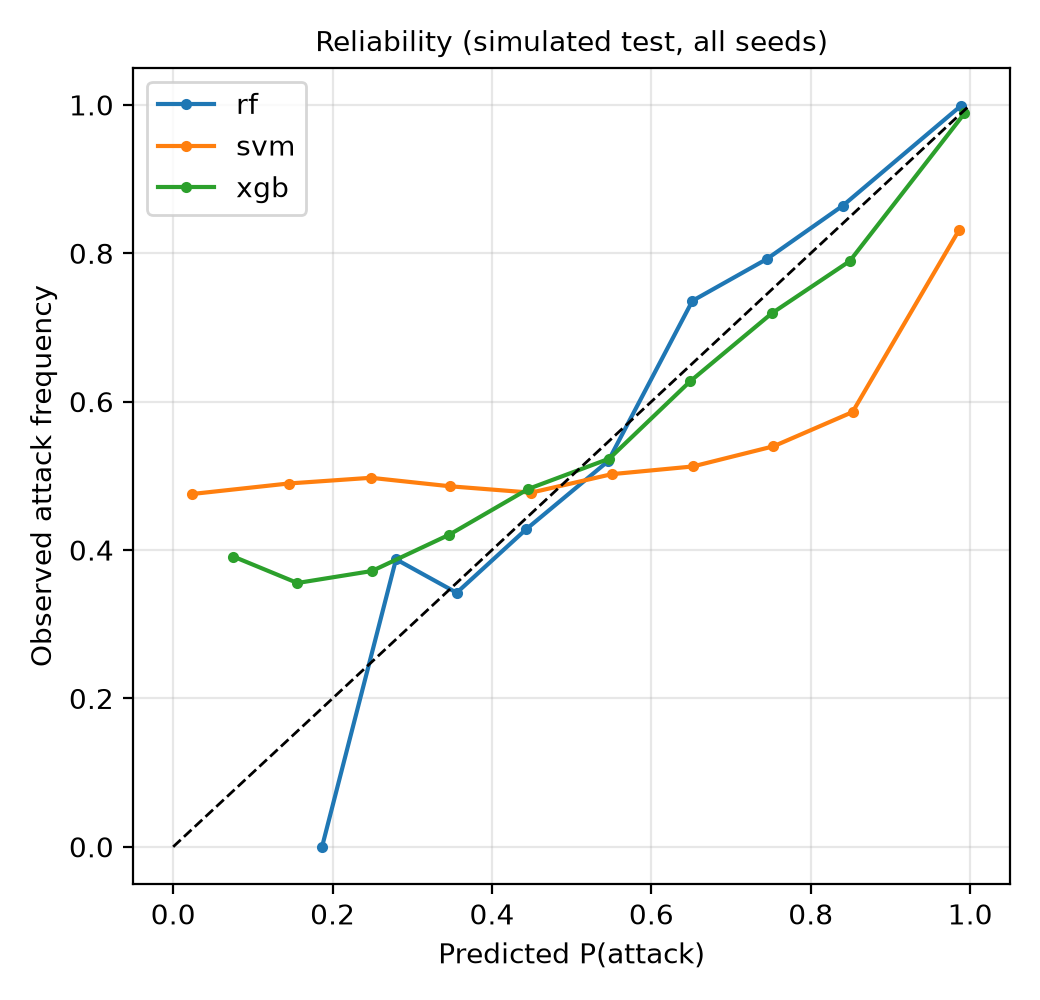 Reliability (simulated test, all seeds)
rf
svm
xgb
Observed attack frequency
1.0
0.8
0.6
0.4
0.2
0.0
0.0 0.2 0.4 0.6 0.8 1.0
Predicted P(attack)